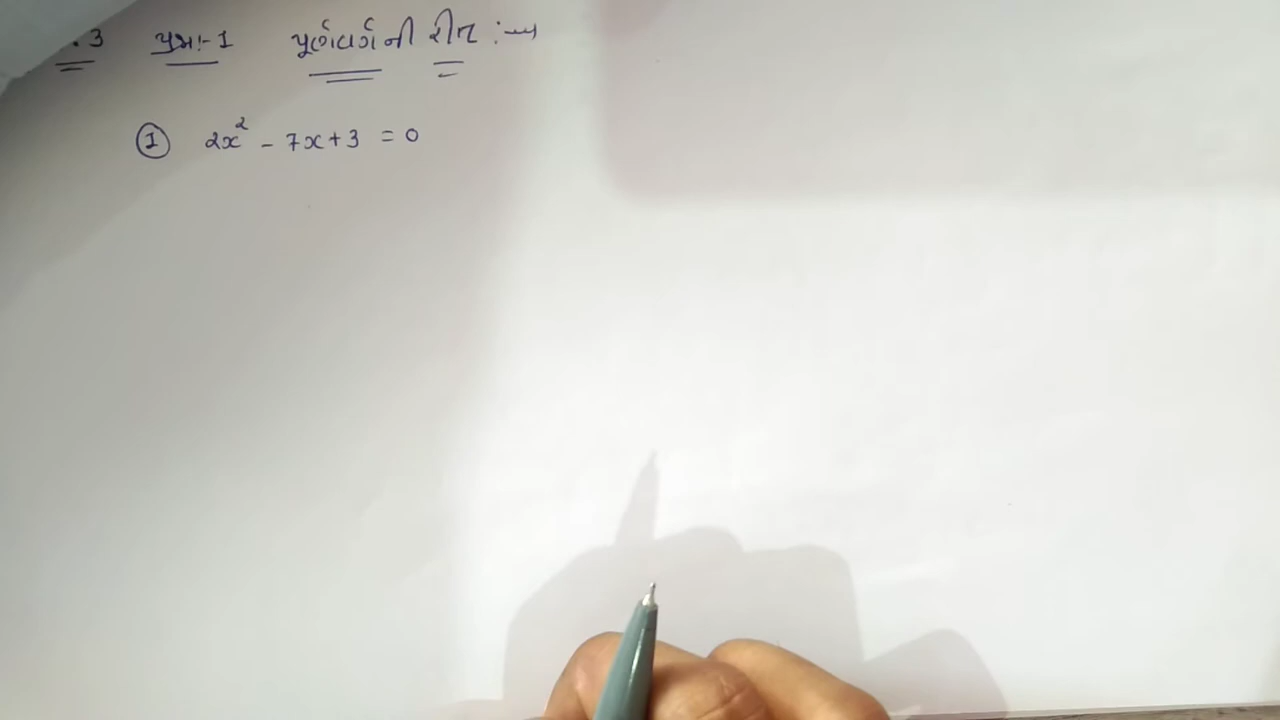 .3 પ્રશ્ન:-1 પૂર્ણવર્ગની રીત :→
① 2x² - 7x + 3 = 0